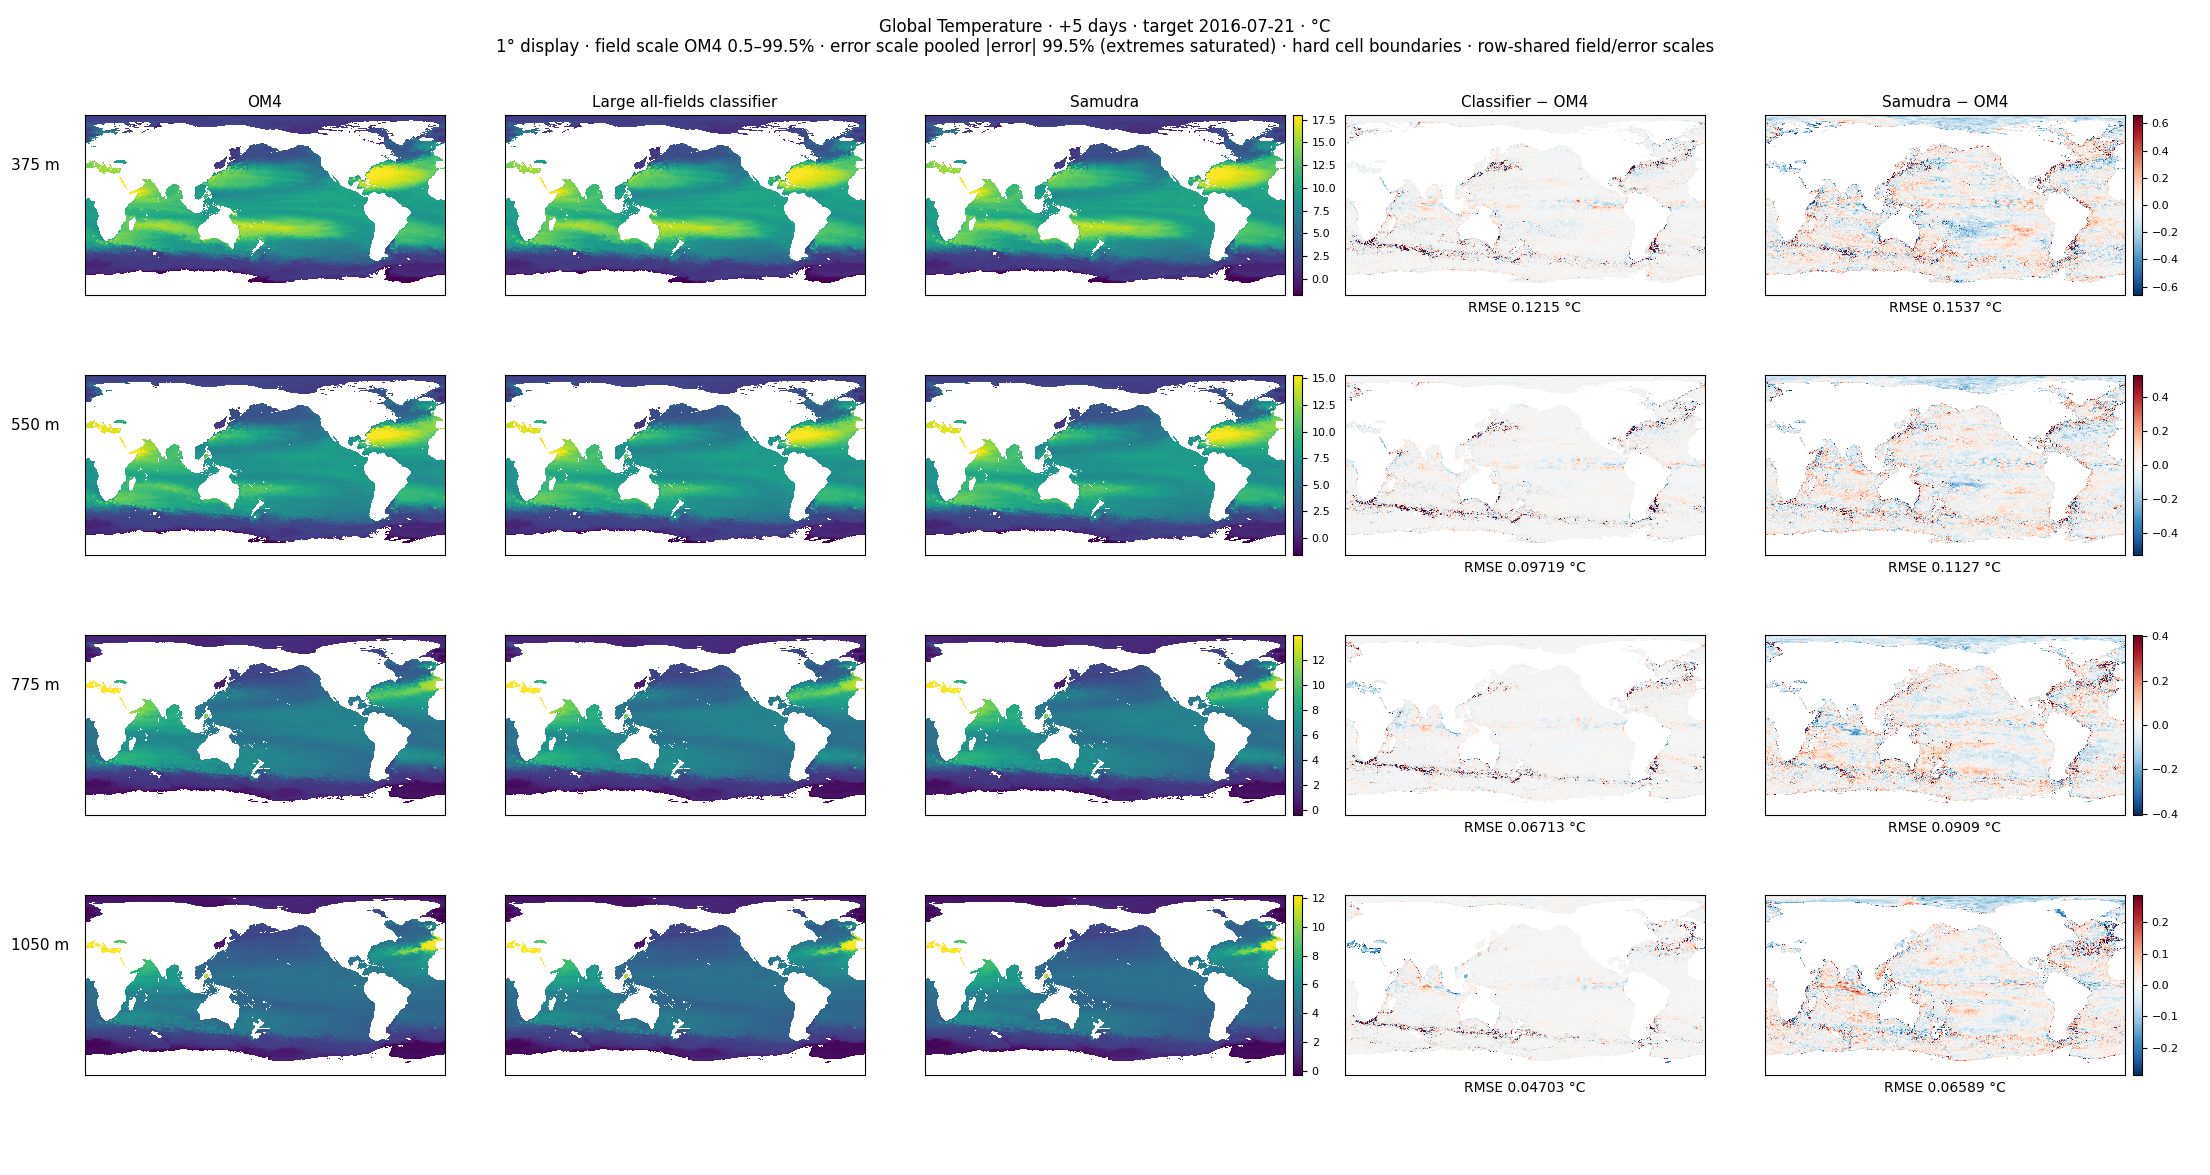 Global Temperature · +5 days · target 2016-07-21 · °C
1° display · field scale OM4 0.5–99.5% · error scale pooled |error| 99.5% (extremes saturated) · hard cell boundaries · row-shared field/error scales
OM4
Large all-fields classifier
Samudra
Classifier − OM4
Samudra − OM4
375 m
17.5
15.0
12.5
10.0
7.5
5.0
2.5
0.0
0.6
0.4
0.2
0.0
−0.2
−0.4
−0.6
RMSE 0.1215 °C
RMSE 0.1537 °C
550 m
15.0
12.5
10.0
7.5
5.0
2.5
0.0
0.4
0.2
0.0
−0.2
−0.4
RMSE 0.09719 °C
RMSE 0.1127 °C
775 m
12
10
8
6
4
2
0
0.4
0.2
0.0
−0.2
−0.4
RMSE 0.06713 °C
RMSE 0.0909 °C
1050 m
12
10
8
6
4
2
0
0.2
0.1
0.0
−0.1
−0.2
RMSE 0.04703 °C
RMSE 0.06589 °C